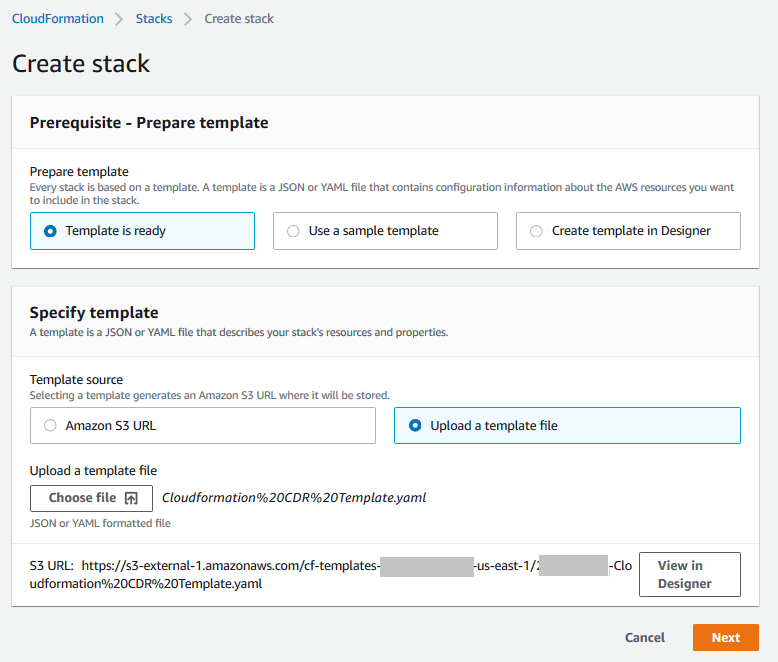 CloudFormation > Stacks > Create stack
Create stack
Prerequisite - Prepare template
Prepare template
Every stack is based on a template. A template is a JSON or YAML file that contains configuration information about the AWS resources you want
to include in the stack.
Template is ready
Use a sample template
Create template in Designer
Specify template
A template is a JSON or YAML file that describes your stack's resources and properties.
Template source
Selecting a template generates an Amazon S3 URL where it will be stored.
Amazon S3 URL
Upload a template file
Upload a template file
Choose file
Cloudformation%20CDR%20Template.yaml
JSON or YAML formatted file
S3 URL: https://s3-external-1.amazonaws.com/cf-templates- -us-east-1/2 -Clo
udformation%20CDR%20Template.yaml
View in
Designer
Cancel
Next